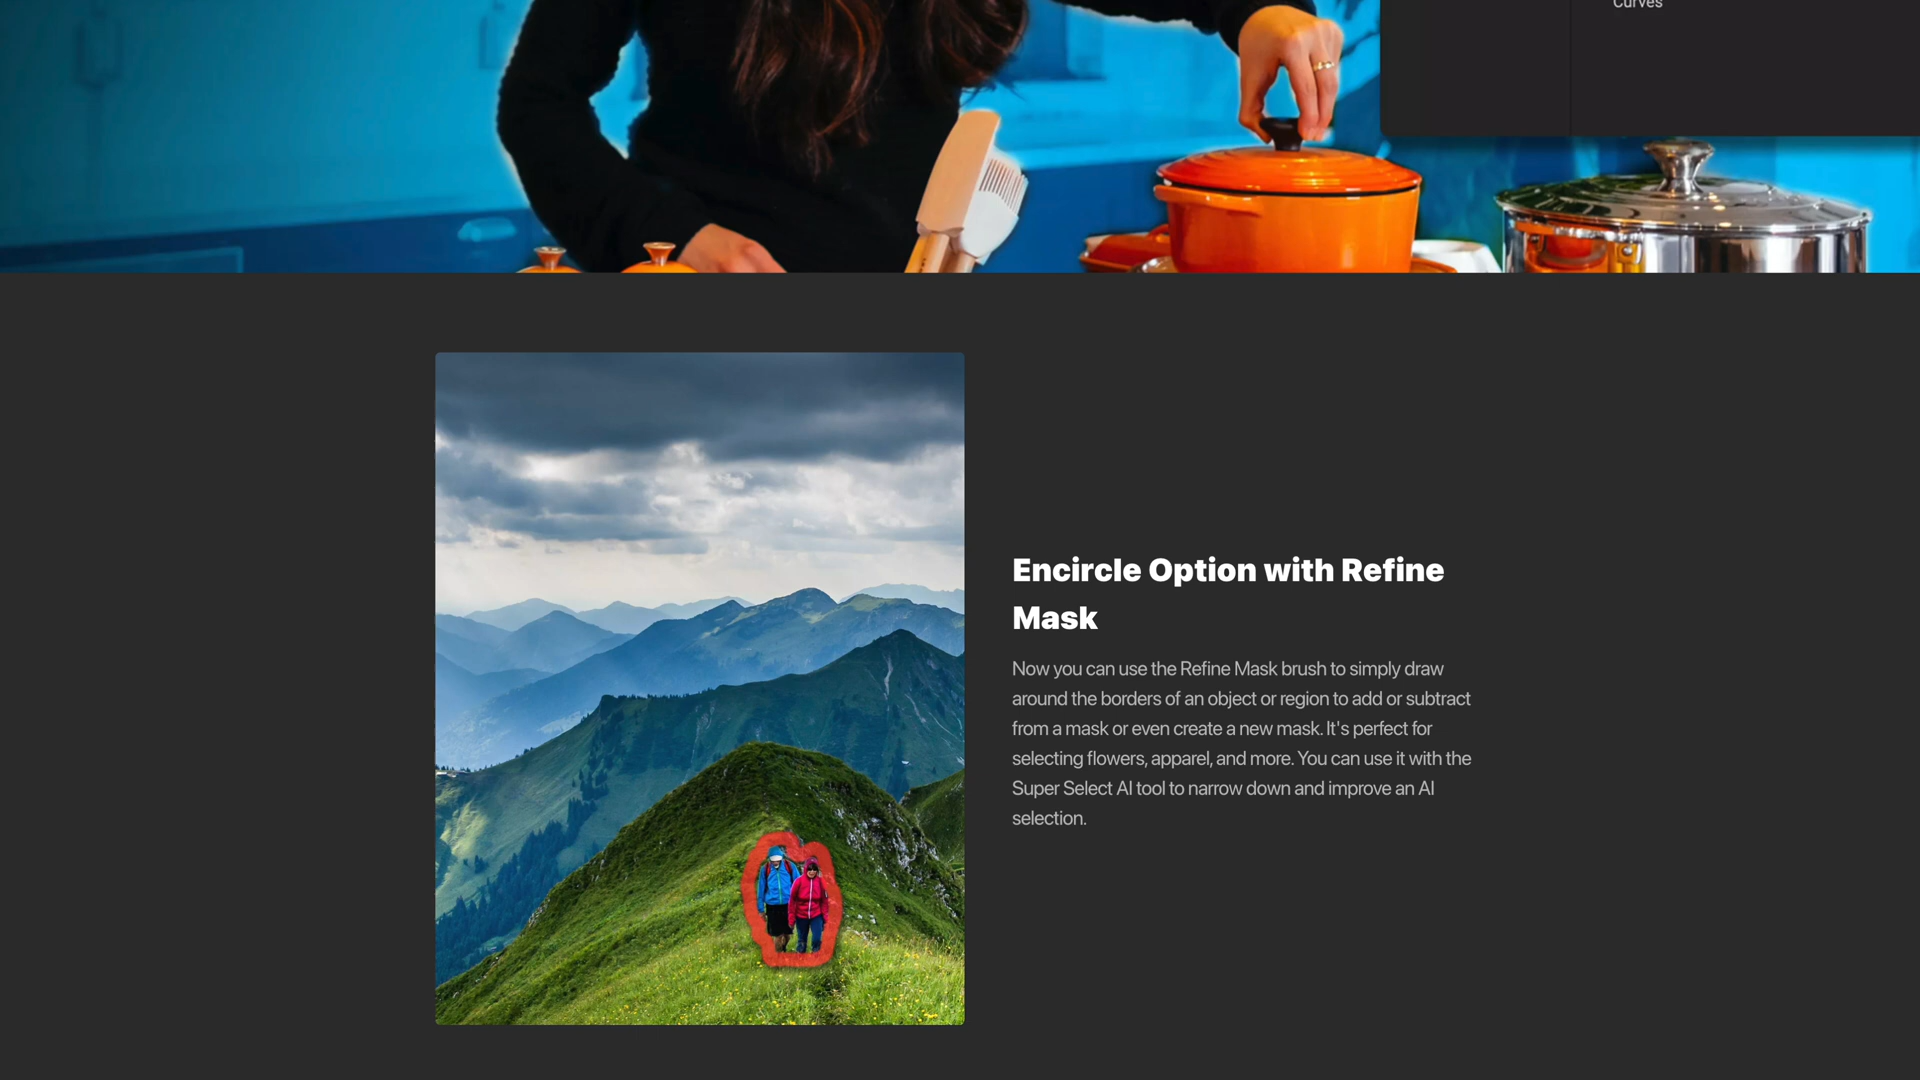 Curves
Encircle Option with Refine
Mask
Now you can use the Refine Mask brush to simply draw
around the borders of an object or region to add or subtract
from a mask or even create a new mask. It's perfect for
selecting flowers, apparel, and more. You can use it with the
Super Select AI tool to narrow down and improve an AI
selection.